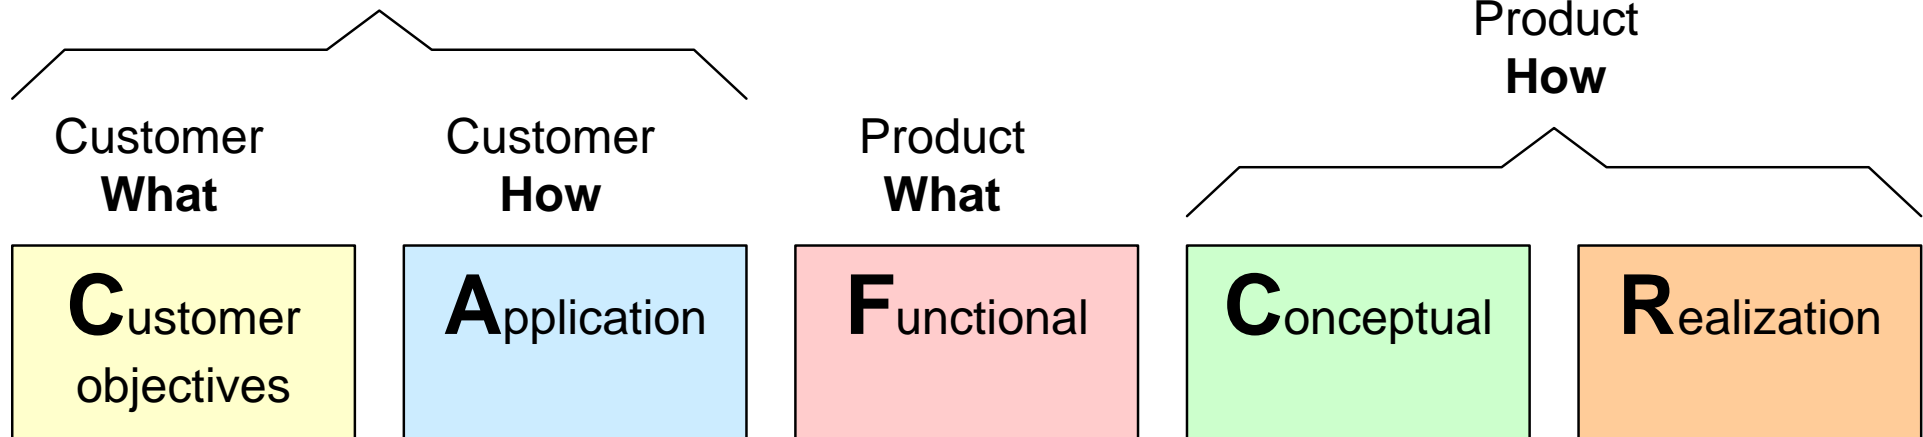 Product
How
Customer
What
Customer
How
Product
What
Customer
objectives
Application
Functional
Conceptual
Realization